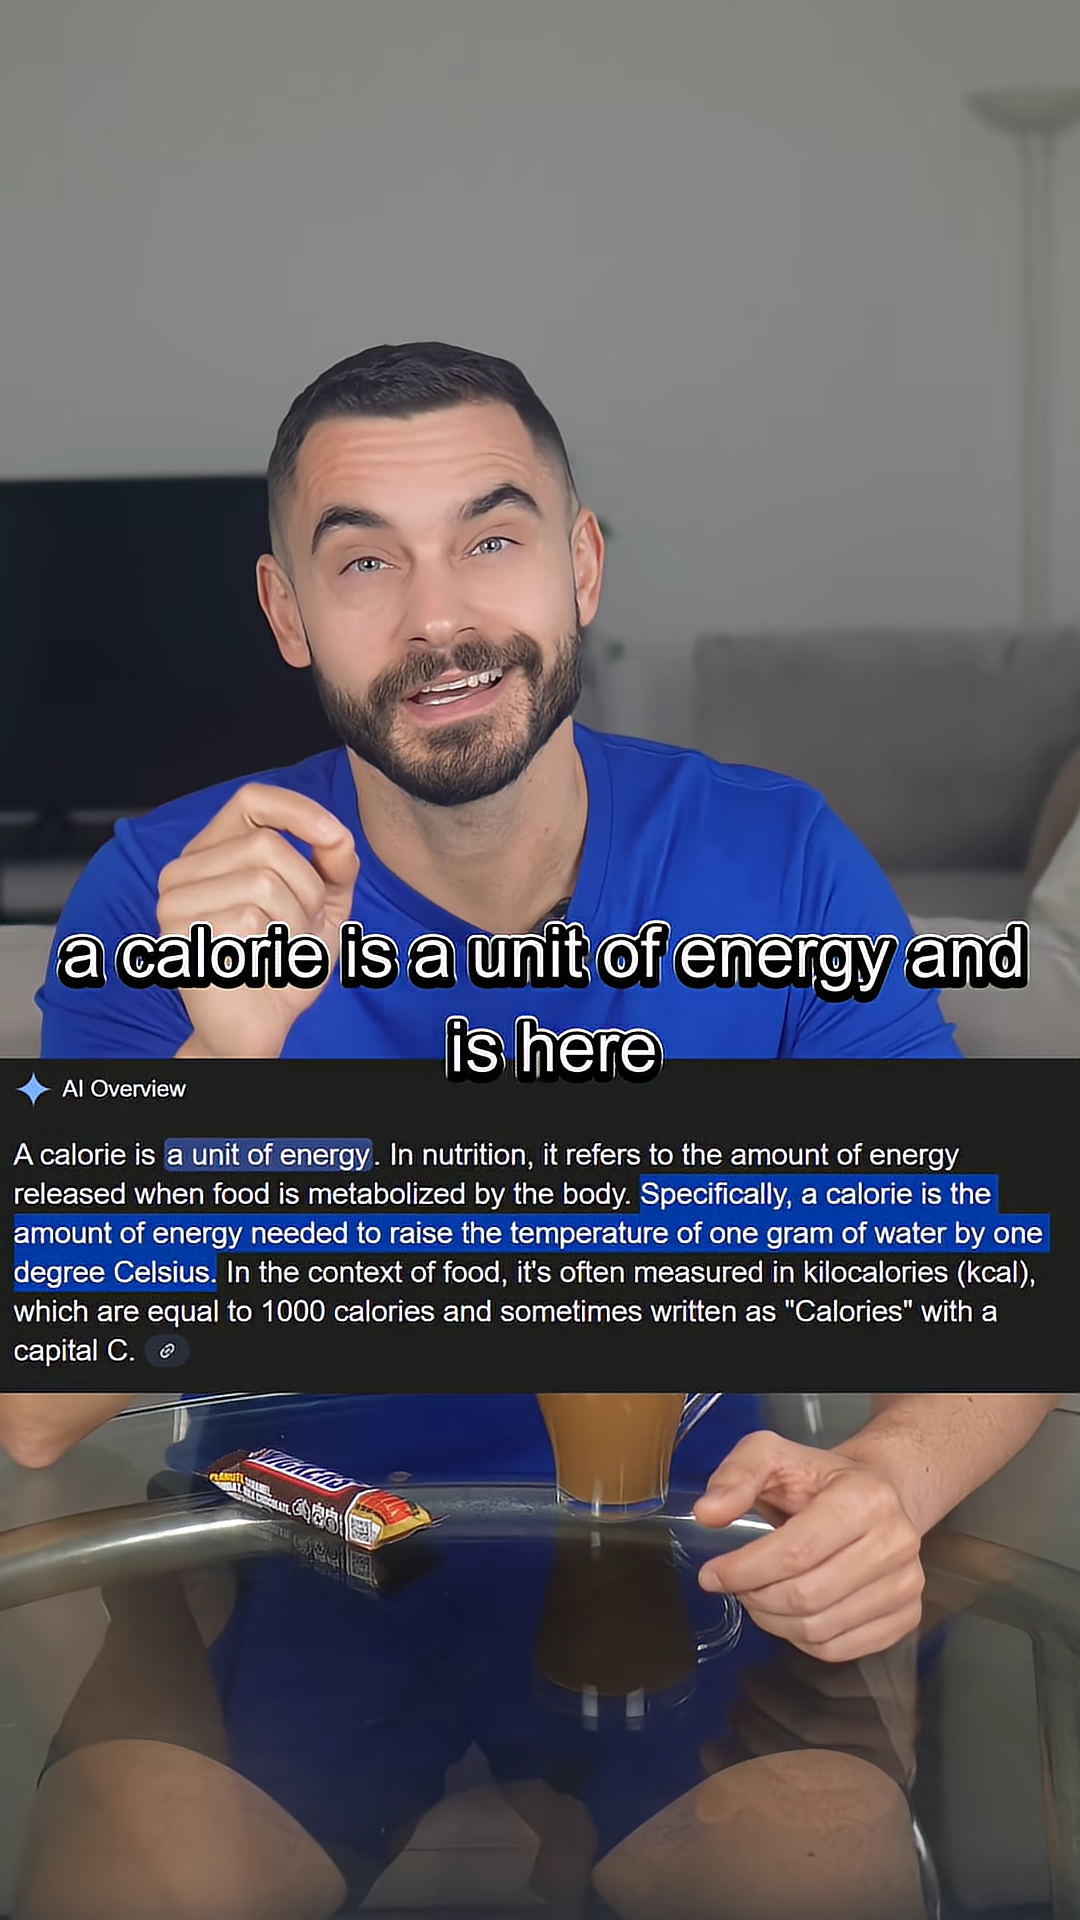 a calorie is a unit of energy and
is here
AI Overview
A calorie is a unit of energy. In nutrition, it refers to the amount of energy
released when food is metabolized by the body. Specifically, a calorie is the
amount of energy needed to raise the temperature of one gram of water by one
degree Celsius. In the context of food, it's often measured in kilocalories (kcal),
which are equal to 1000 calories and sometimes written as "Calories" with a
capital C.
SNICKERS